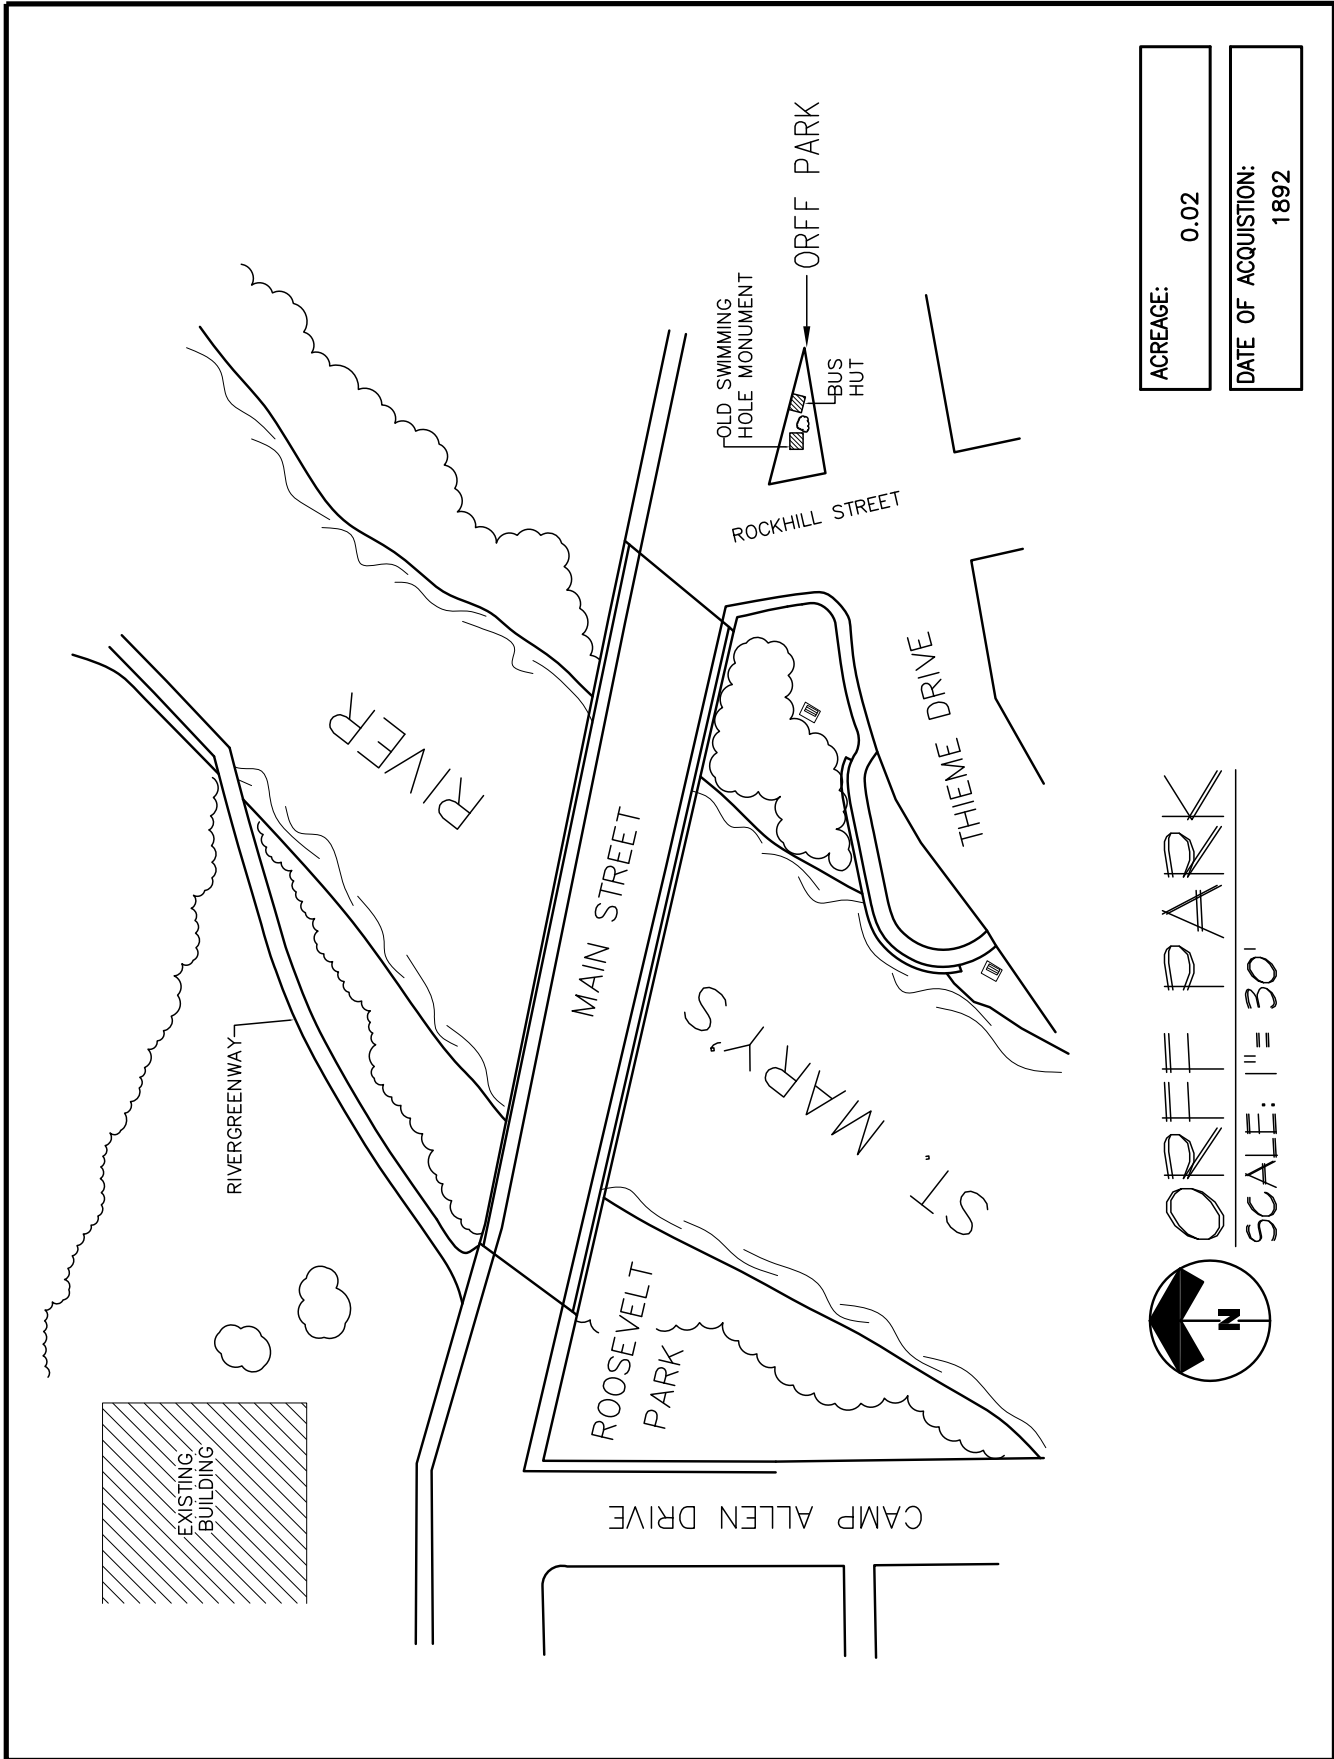 EXISTING
BUILDING
RIVERGREENWAY
RIVER
MAIN STREET
ST. MARY'S
ROOSEVELT
PARK
CAMP ALLEN DRIVE
OLD SWIMMING
HOLE MONUMENT
BUS
HUT
ORFF PARK
ROCKHILL STREET
THIEME DRIVE
N
ORFF PARK
SCALE: 1"= 30'
ACREAGE:
0.02
DATE OF ACQUISTION:
1892